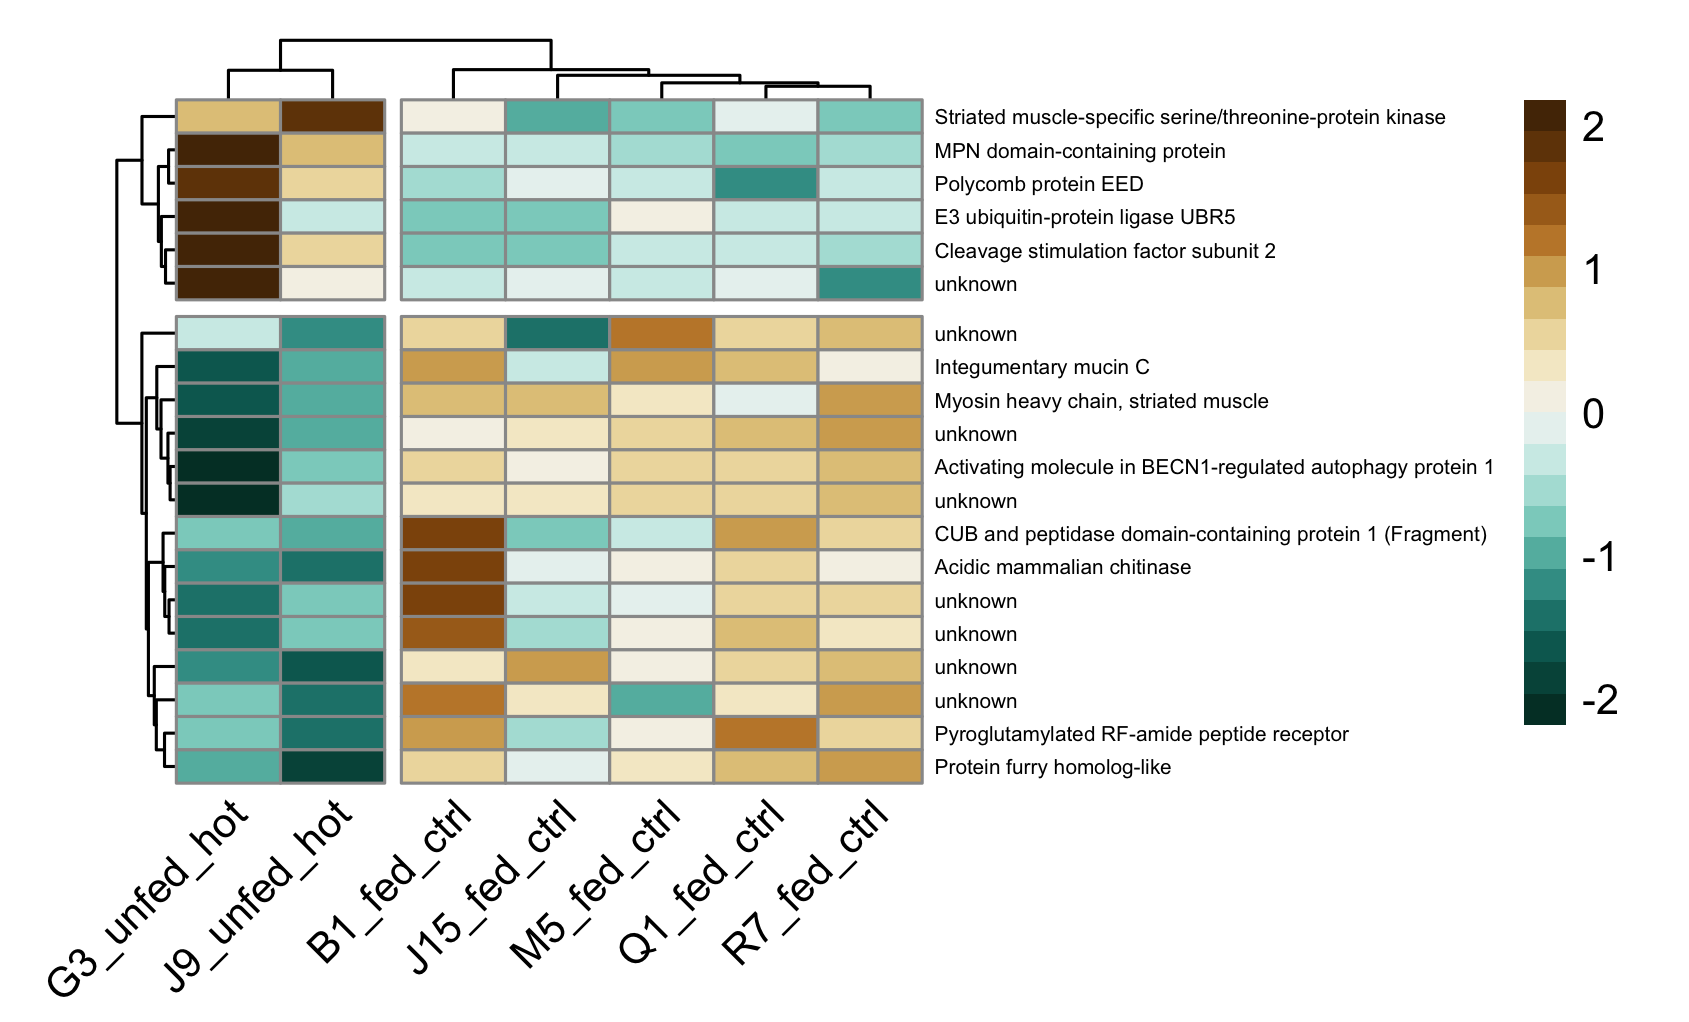 Striated muscle-specific serine/threonine-protein kinase
MPN domain-containing protein
Polycomb protein EED
E3 ubiquitin-protein ligase UBR5
Cleavage stimulation factor subunit 2
unknown
unknown
Integumentary mucin C
Myosin heavy chain, striated muscle
unknown
Activating molecule in BECN1-regulated autophagy protein 1
unknown
CUB and peptidase domain-containing protein 1 (Fragment)
Acidic mammalian chitinase
unknown
unknown
unknown
unknown
Pyroglutamylated RF-amide peptide receptor
Protein furry homolog-like
2
1
0
-1
-2
G3_unfed_hot
J9_unfed_hot
B1_fed_ctrl
J15_fed_ctrl
M5_fed_ctrl
Q1_fed_ctrl
R7_fed_ctrl